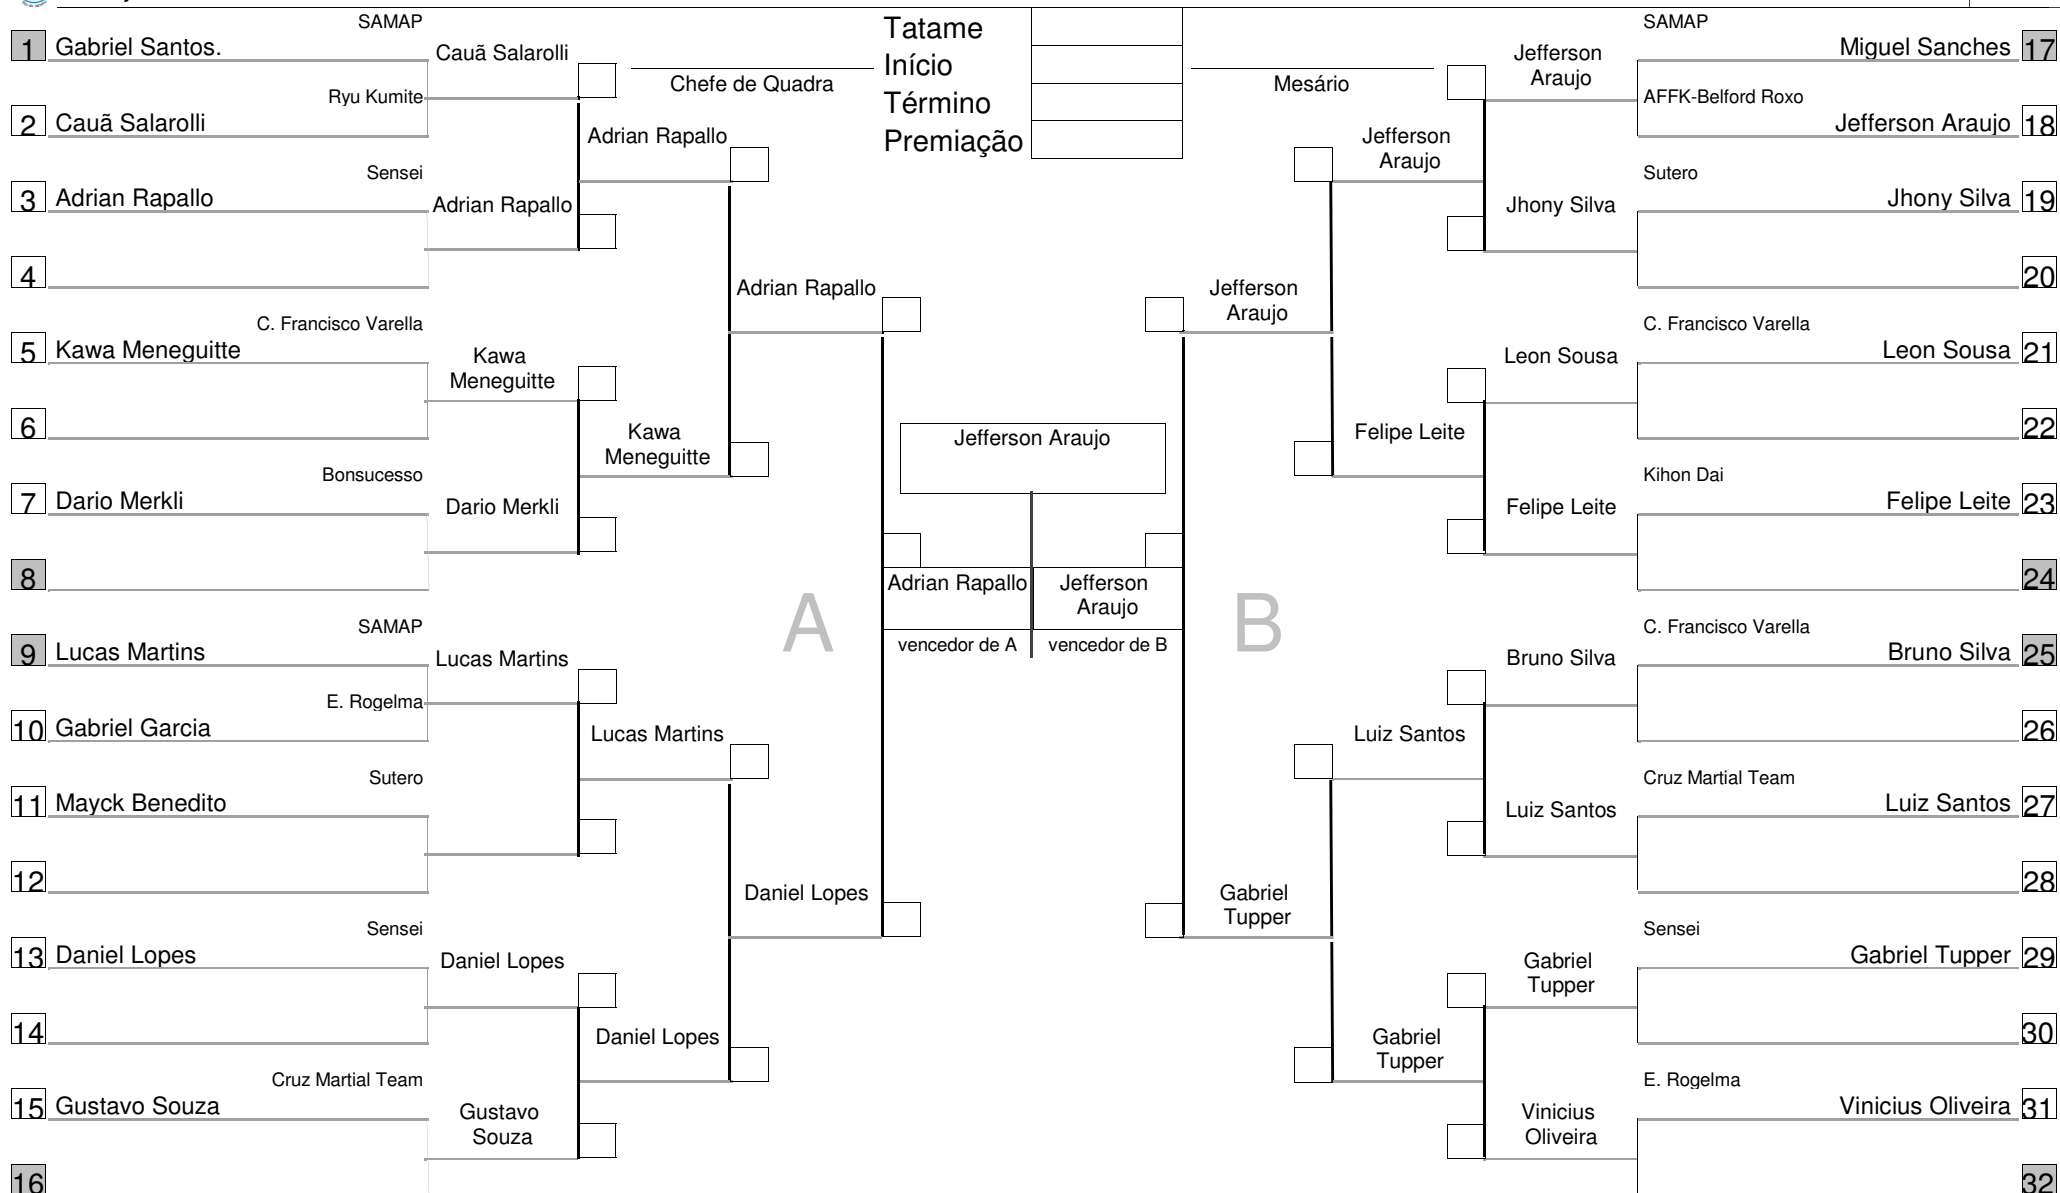 SAMAP
1 Gabriel Santos.
Cauã Salarolli
Ryu Kumite
2 Cauã Salarolli
Adrian Rapallo
Sensei
3 Adrian Rapallo
Adrian Rapallo
4
Adrian Rapallo
C. Francisco Varella
5 Kawa Meneguitte
Kawa
Meneguitte
6
Kawa
Meneguitte
Bonsucesso
7 Dario Merkli
Dario Merkli
8
SAMAP
9 Lucas Martins
Lucas Martins
E. Rogelma
10 Gabriel Garcia
Lucas Martins
Sutero
11 Mayck Benedito
12
Daniel Lopes
Sensei
13 Daniel Lopes
Daniel Lopes
14
Daniel Lopes
Cruz Martial Team
15 Gustavo Souza
Gustavo
Souza
16
Chefe de Quadra
Tatame
Início
Término
Premiação
Mesário
Jefferson Araujo
Adrian Rapallo
Jefferson
Araujo
vencedor de A
vencedor de B
A
B
SAMAP
Miguel Sanches 17
Jefferson
Araujo
AFFK-Belford Roxo
Jefferson Araujo 18
Jefferson
Araujo
Sutero
Jhony Silva 19
Jhony Silva
20
Jefferson
Araujo
C. Francisco Varella
Leon Sousa 21
Leon Sousa
22
Felipe Leite
Kihon Dai
Felipe Leite 23
Felipe Leite
24
C. Francisco Varella
Bruno Silva 25
Bruno Silva
26
Luiz Santos
Cruz Martial Team
Luiz Santos 27
Luiz Santos
28
Gabriel
Tupper
Sensei
Gabriel Tupper 29
Gabriel
Tupper
30
Gabriel
Tupper
E. Rogelma
Vinicius Oliveira 31
Vinicius
Oliveira
32